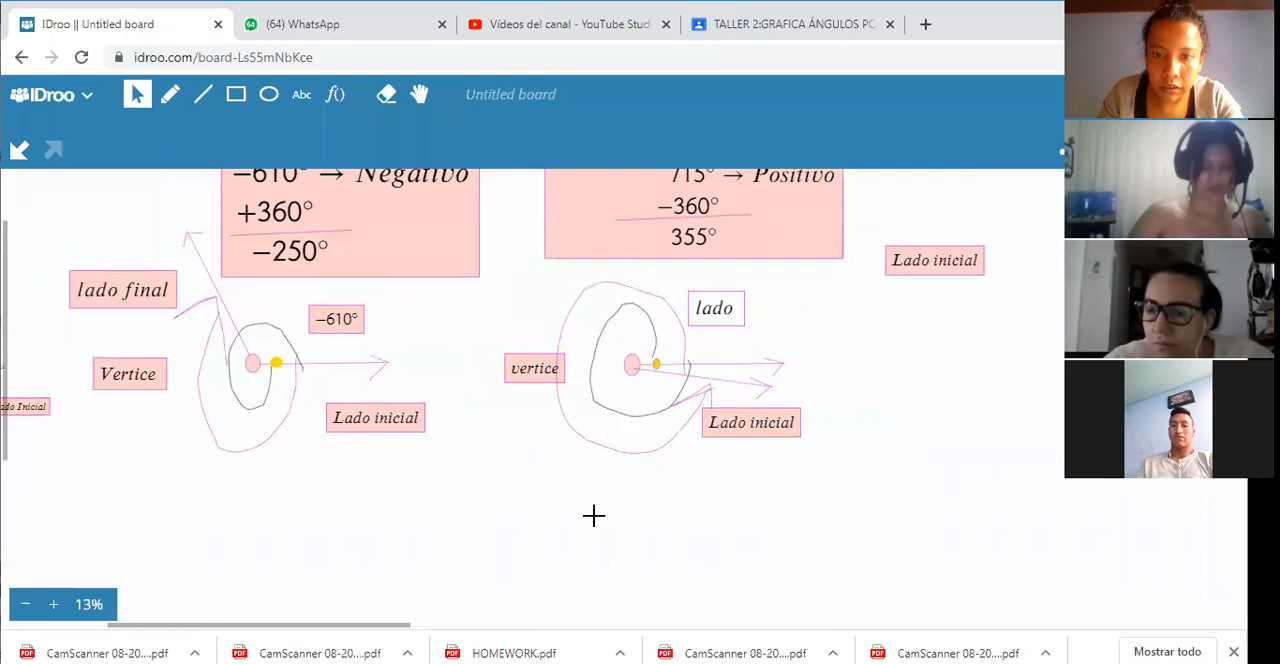 IDroo || Untitled board
(64) WhatsApp
Vídeos del canal - YouTube Stud
TALLER 2:GRAFICA ÁNGULOS PO
idroo.com/board-Ls55mNbKce
IDroo
Abc
f()
Untitled board
−610° → Negativo
+360°
−250°
715° → Positivo
−360°
355°
Lado inicial
lado final
−610°
lado
Vertice
vertice
ado Inicial
Lado inicial
Lado inicial
− + 13%
CamScanner 08-20....pdf
CamScanner 08-20....pdf
HOMEWORK.pdf
CamScanner 08-20....pdf
CamScanner 08-20....pdf
Mostrar todo